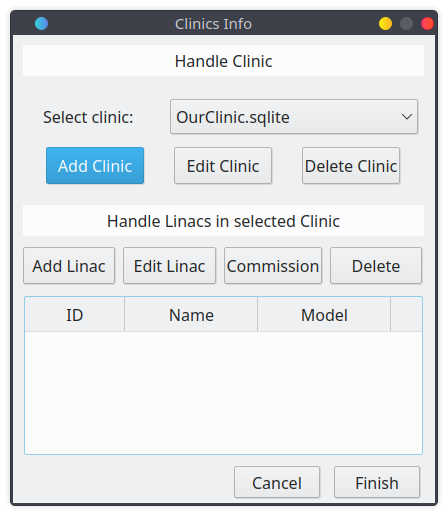 Clinics Info
Handle Clinic
Select clinic: OurClinic.sqlite
Add Clinic Edit Clinic Delete Clinic
Handle Linacs in selected Clinic
Add Linac Edit Linac Commission Delete
ID Name Model
Cancel Finish